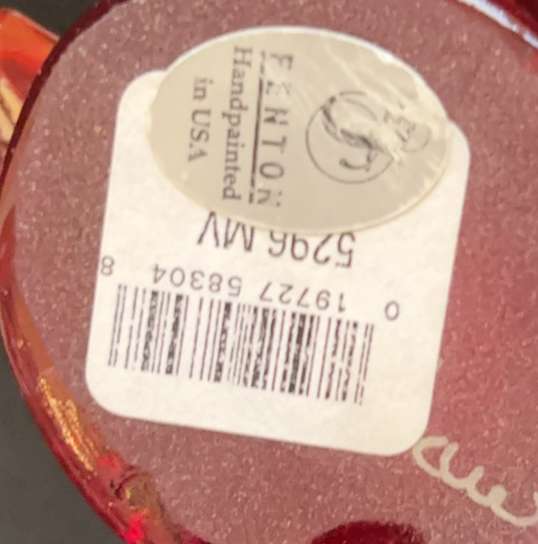 FENTON
Handpainted
in USA
5296 MV
0 19727 58304 8